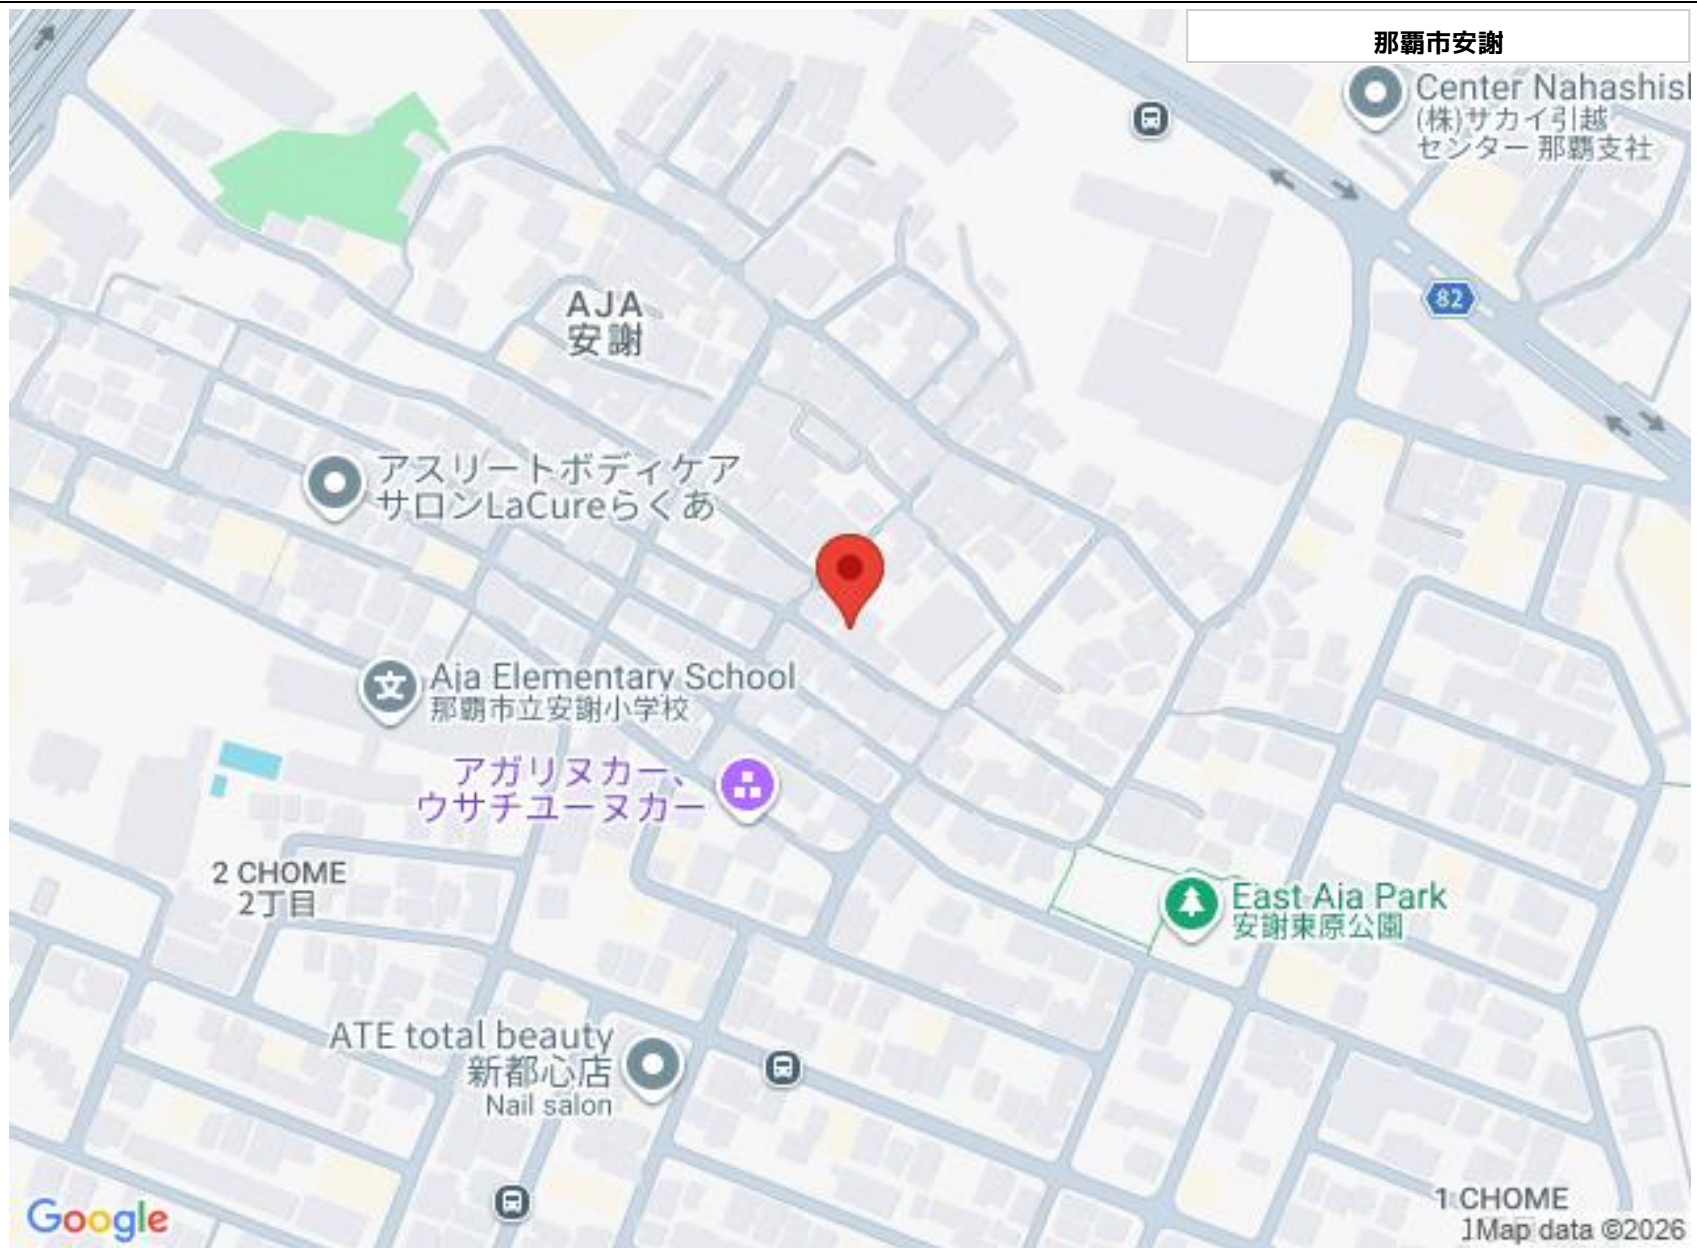 那覇市安謝
Center Nahashisl
(株)サカイ引越
センター 那覇支社
82
AJA
安謝
アスリートボディケア
サロンLaCureらくあ
文
Aja Elementary School
那覇市立安謝小学校
アガリヌカー、
ウサチユーヌカー
2 CHOME
2丁目
East Aja Park
安謝東原公園
ATE total beauty
新都心店
Nail salon
1 CHOME
1Map data ©2026
Google